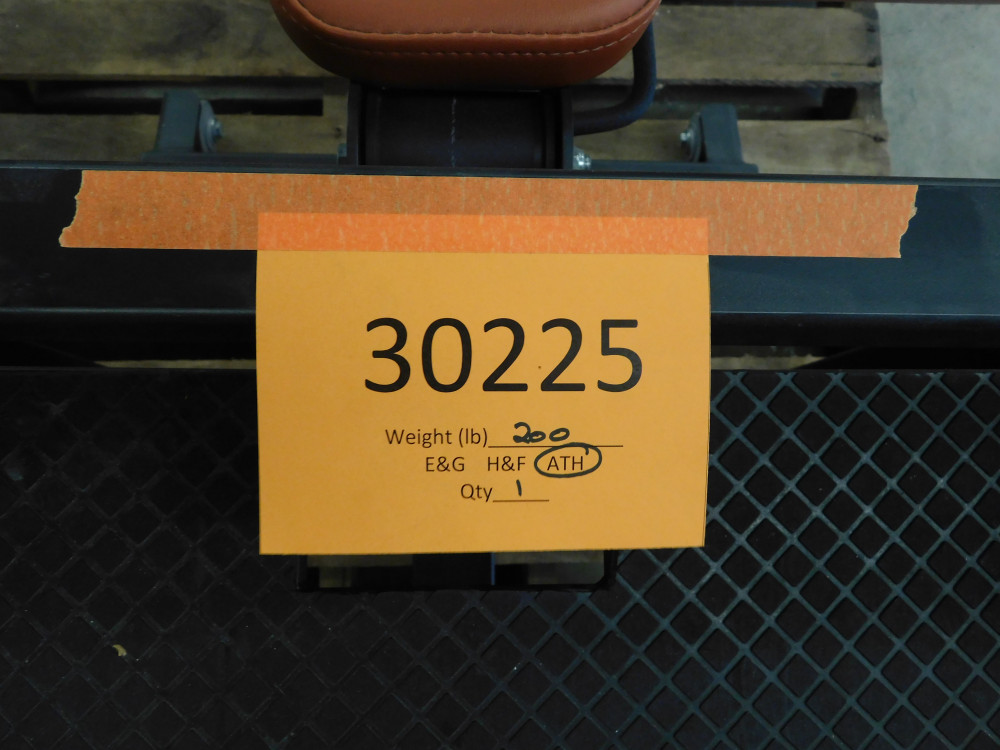 30225
Weight (lb) 200
E&G H&F ATH
Qty 1